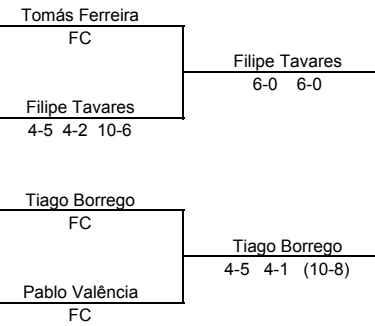 Tomás Ferreira
FC
Filipe Tavares
6-0 6-0
Filipe Tavares
4-5 4-2 10-6
Tiago Borrego
FC
Tiago Borrego
4-5 4-1 (10-8)
Pablo Valência
FC